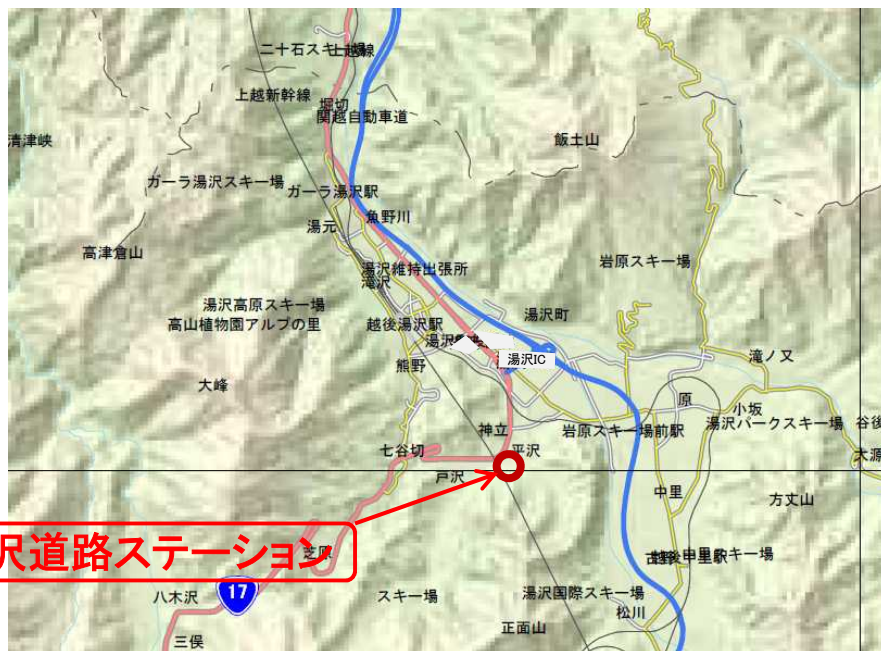 二十石スキー場
上越線
上越新幹線
堀切
関越自動車道
清津峡
飯土山
ガーラ湯沢スキー場
ガーラ湯沢駅
魚野川
湯元
高津倉山
湯沢維持出張所
滝沢
岩原スキー場
湯沢高原スキー場
高山植物園アルプの里
越後湯沢駅
湯沢町
湯沢IC
熊野
滝ノ又
大峰
原
小坂
神立
岩原スキー場前駅
湯沢パークスキー場
谷後
七谷切
平沢
大源
戸沢
中里
方丈山
沢道路ステーション
芝原
17
八木沢
スキー場
湯沢国際スキー場
松川
正面山
三俣